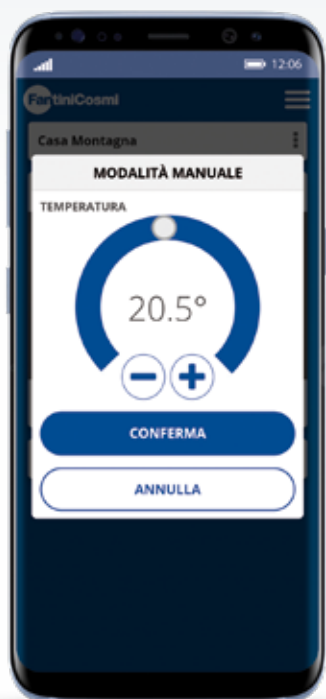 12:06
FantiniCosmi
Casa Montagna
MODALITÀ MANUALE
TEMPERATURA
20.5°
CONFERMA
ANNULLA